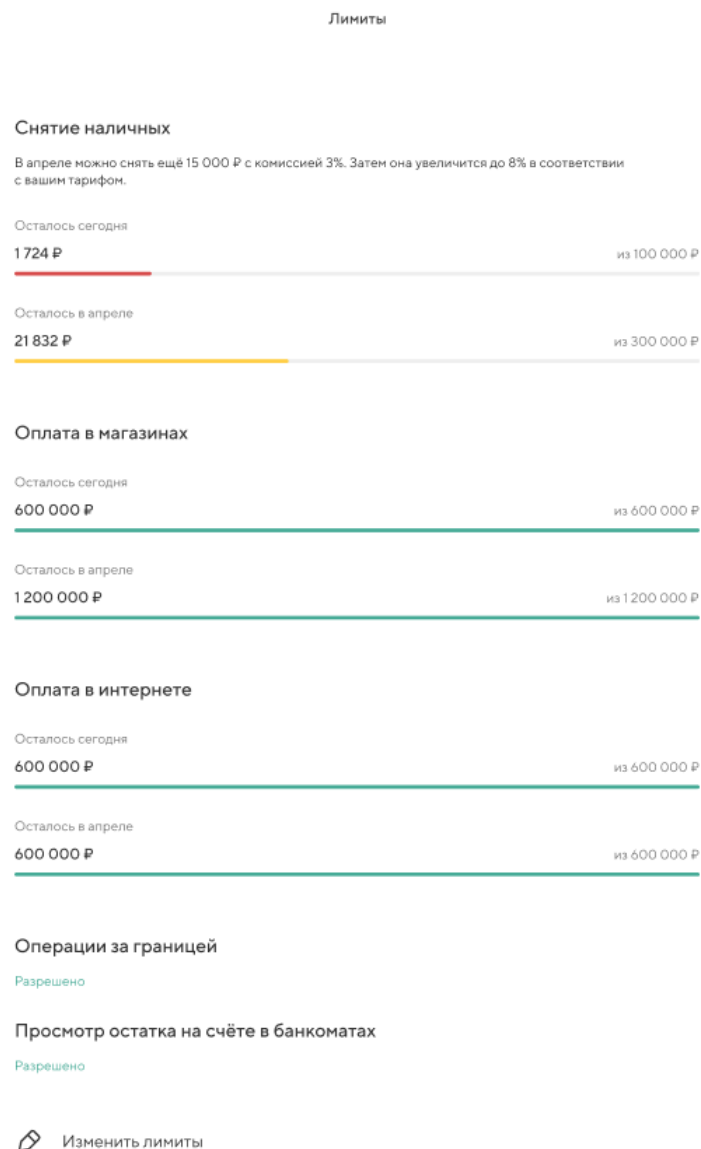 Лимиты
Снятие наличных
В апреле можно снять ещё 15 000 ₽ с комиссией 3%. Затем она увеличится до 8% в соответствии
с вашим тарифом.
Осталось сегодня
1 724 ₽ из 100 000 ₽
Осталось в апреле
21 832 ₽ из 300 000 ₽
Оплата в магазинах
Осталось сегодня
600 000 ₽ из 600 000 ₽
Осталось в апреле
1 200 000 ₽ из 1 200 000 ₽
Оплата в интернете
Осталось сегодня
600 000 ₽ из 600 000 ₽
Осталось в апреле
600 000 ₽ из 600 000 ₽
Операции за границей
Разрешено
Просмотр остатка на счёте в банкоматах
Разрешено
Изменить лимиты